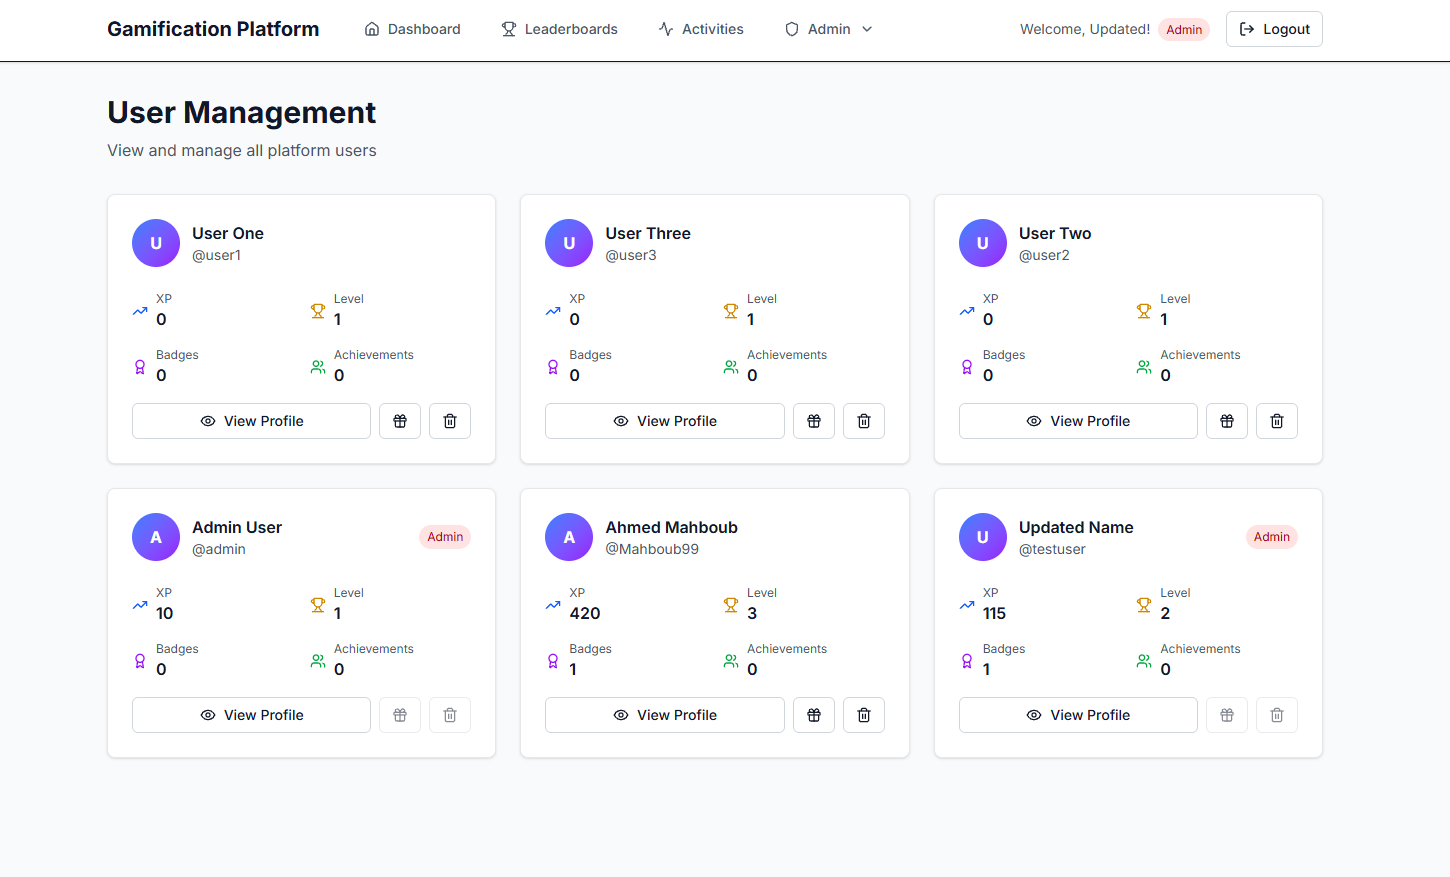 Gamification Platform
Dashboard
Leaderboards
Activities
Admin
Welcome, Updated!
Admin
Logout
User Management
View and manage all platform users
U
User One
@user1
XP
0
Level
1
Badges
0
Achievements
0
View Profile
U
User Three
@user3
XP
0
Level
1
Badges
0
Achievements
0
View Profile
U
User Two
@user2
XP
0
Level
1
Badges
0
Achievements
0
View Profile
A
Admin User
@admin
Admin
XP
10
Level
1
Badges
0
Achievements
0
View Profile
A
Ahmed Mahboub
@Mahboub99
XP
420
Level
3
Badges
1
Achievements
0
View Profile
U
Updated Name
@testuser
Admin
XP
115
Level
2
Badges
1
Achievements
0
View Profile